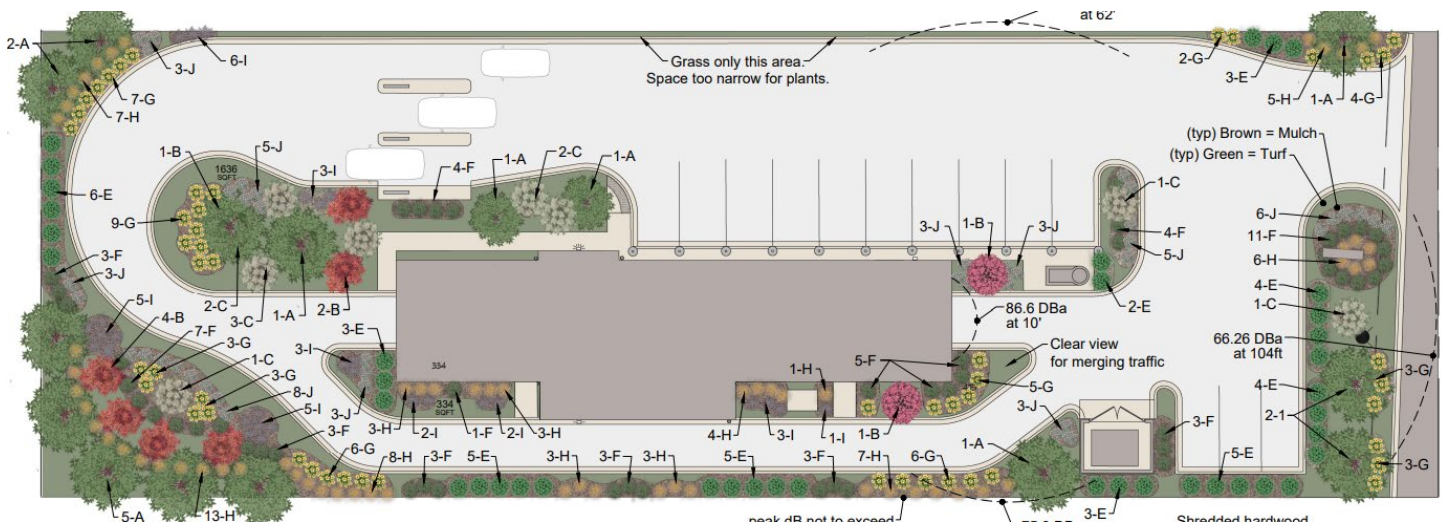 at 62'
2-A
3-J
6-I
Grass only this area.
Space too narrow for plants.
2-G
3-E
5-H
1-A
4-G
7-G
7-H
(typ) Brown = Mulch
(typ) Green = Turf
1-B
5-J
1636
SQFT
3-I
4-F
1-A
2-C
1-A
6-E
9-G
1-C
6-J
3-J
1-B
3-J
4-F
5-J
11-F
6-H
3-F
3-J
2-C
3-C
1-A
2-B
2-E
4-E
1-C
5-I
4-B
7-F
3-G
1-C
3-G
8-J
5-I
3-F
3-I
3-E
334
86.6 DBa
at 10'
Clear view
for merging traffic
66.26 DBa
at 104ft
3-J
3-H
2-I
334
SQFT
1-F
2-I
3-H
4-H
3-I
1-H
1-I
5-F
1-B
5-G
3-J
4-E
3-G
2-1
3-F
3-G
6-G
8-H
3-F
5-E
3-H
3-F
3-H
5-E
3-F
7-H
6-G
1-A
5-E
5-A
13-H
3-E
peak dB not to exceed
Shredded hardwood